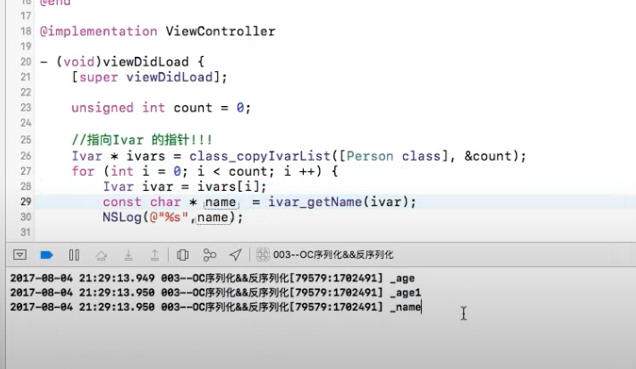 16 @end
17
18 @implementation ViewController
19
20 - (void)viewDidLoad {
21 [super viewDidLoad];
22
23 unsigned int count = 0;
24
25 //指向Ivar 的指针!!!
26 Ivar * ivars = class_copyIvarList([Person class], &count);
27 for (int i = 0; i < count; i ++) {
28 Ivar ivar = ivars[i];
29 const char * name = ivar_getName(ivar);
30 NSLog(@"%s",name);
31
003--OC序列化&&反序列化
2017-08-04 21:29:13.949 003--OC序列化&&反序列化[79579:1702491] _age
2017-08-04 21:29:13.950 003--OC序列化&&反序列化[79579:1702491] _age1
2017-08-04 21:29:13.950 003--OC序列化&&反序列化[79579:1702491] _name